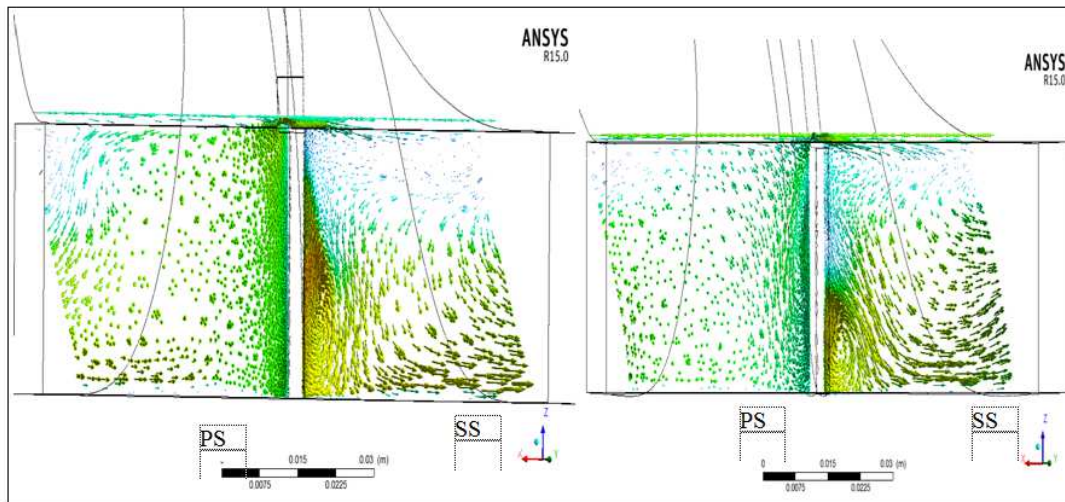 ANSYS
R15.0
Z
PS
SS
X
Y
0.015
0.03 (m)
0.0075
0.0225
ANSYS
R15.0
Z
PS
SS
X
Y
0
0.015
0.03 (m)
0.0075
0.0225